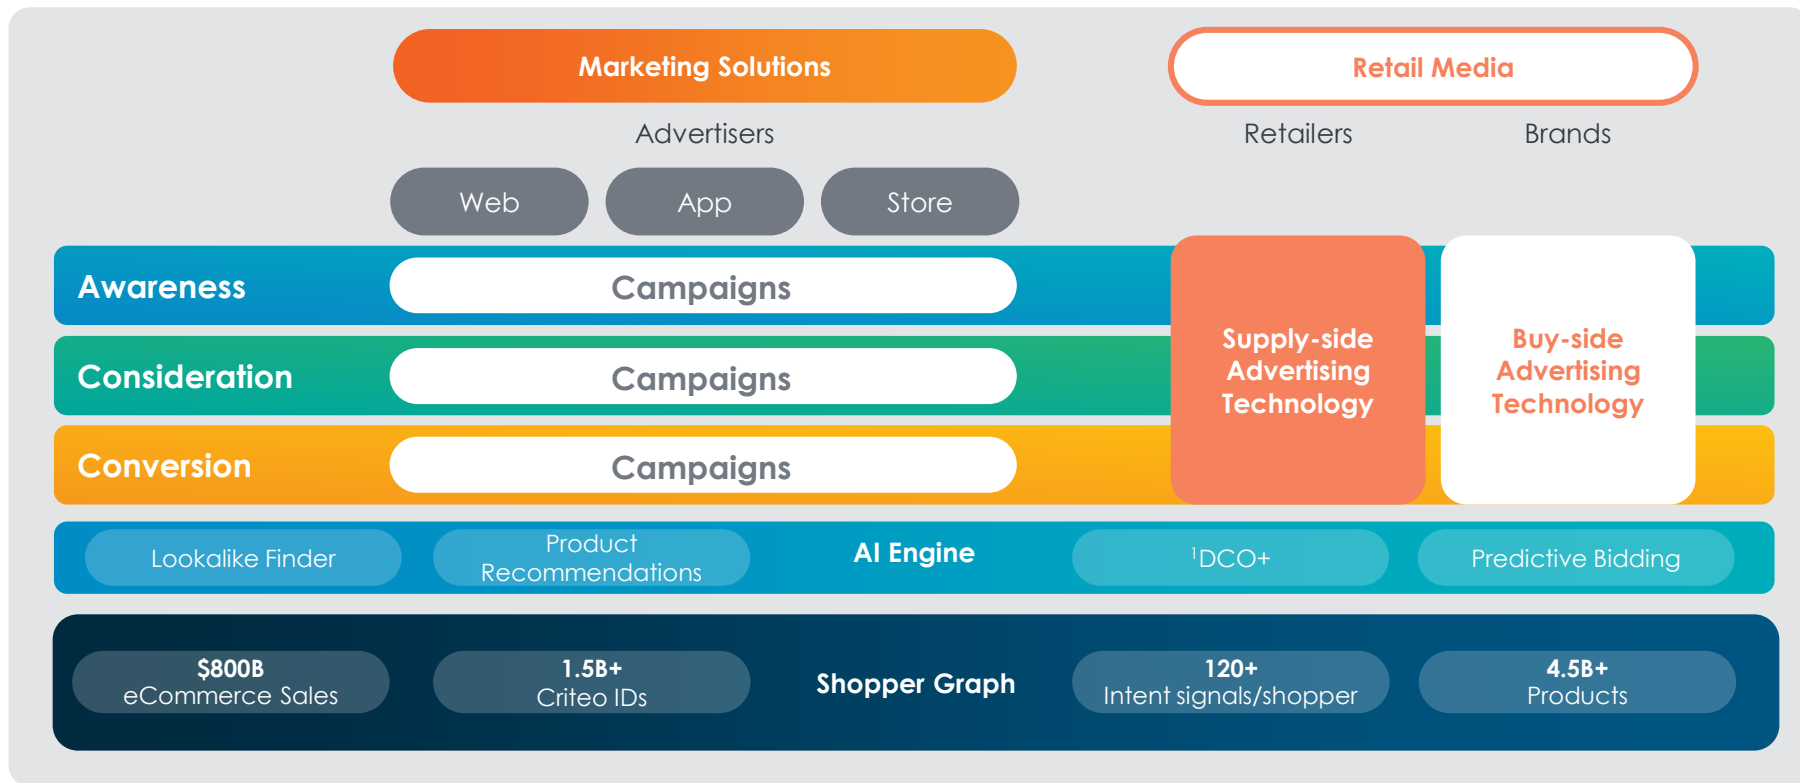 Marketing Solutions
Retail Media
Advertisers
Retailers
Brands
Web
App
Store
Awareness
Campaigns
Consideration
Campaigns
Conversion
Campaigns
Supply-side
Advertising
Technology
Buy-side
Advertising
Technology
Lookalike Finder
Product
Recommendations
AI Engine
¹DCO+
Predictive Bidding
$800B
eCommerce Sales
1.5B+
Criteo IDs
Shopper Graph
120+
Intent signals/shopper
4.5B+
Products